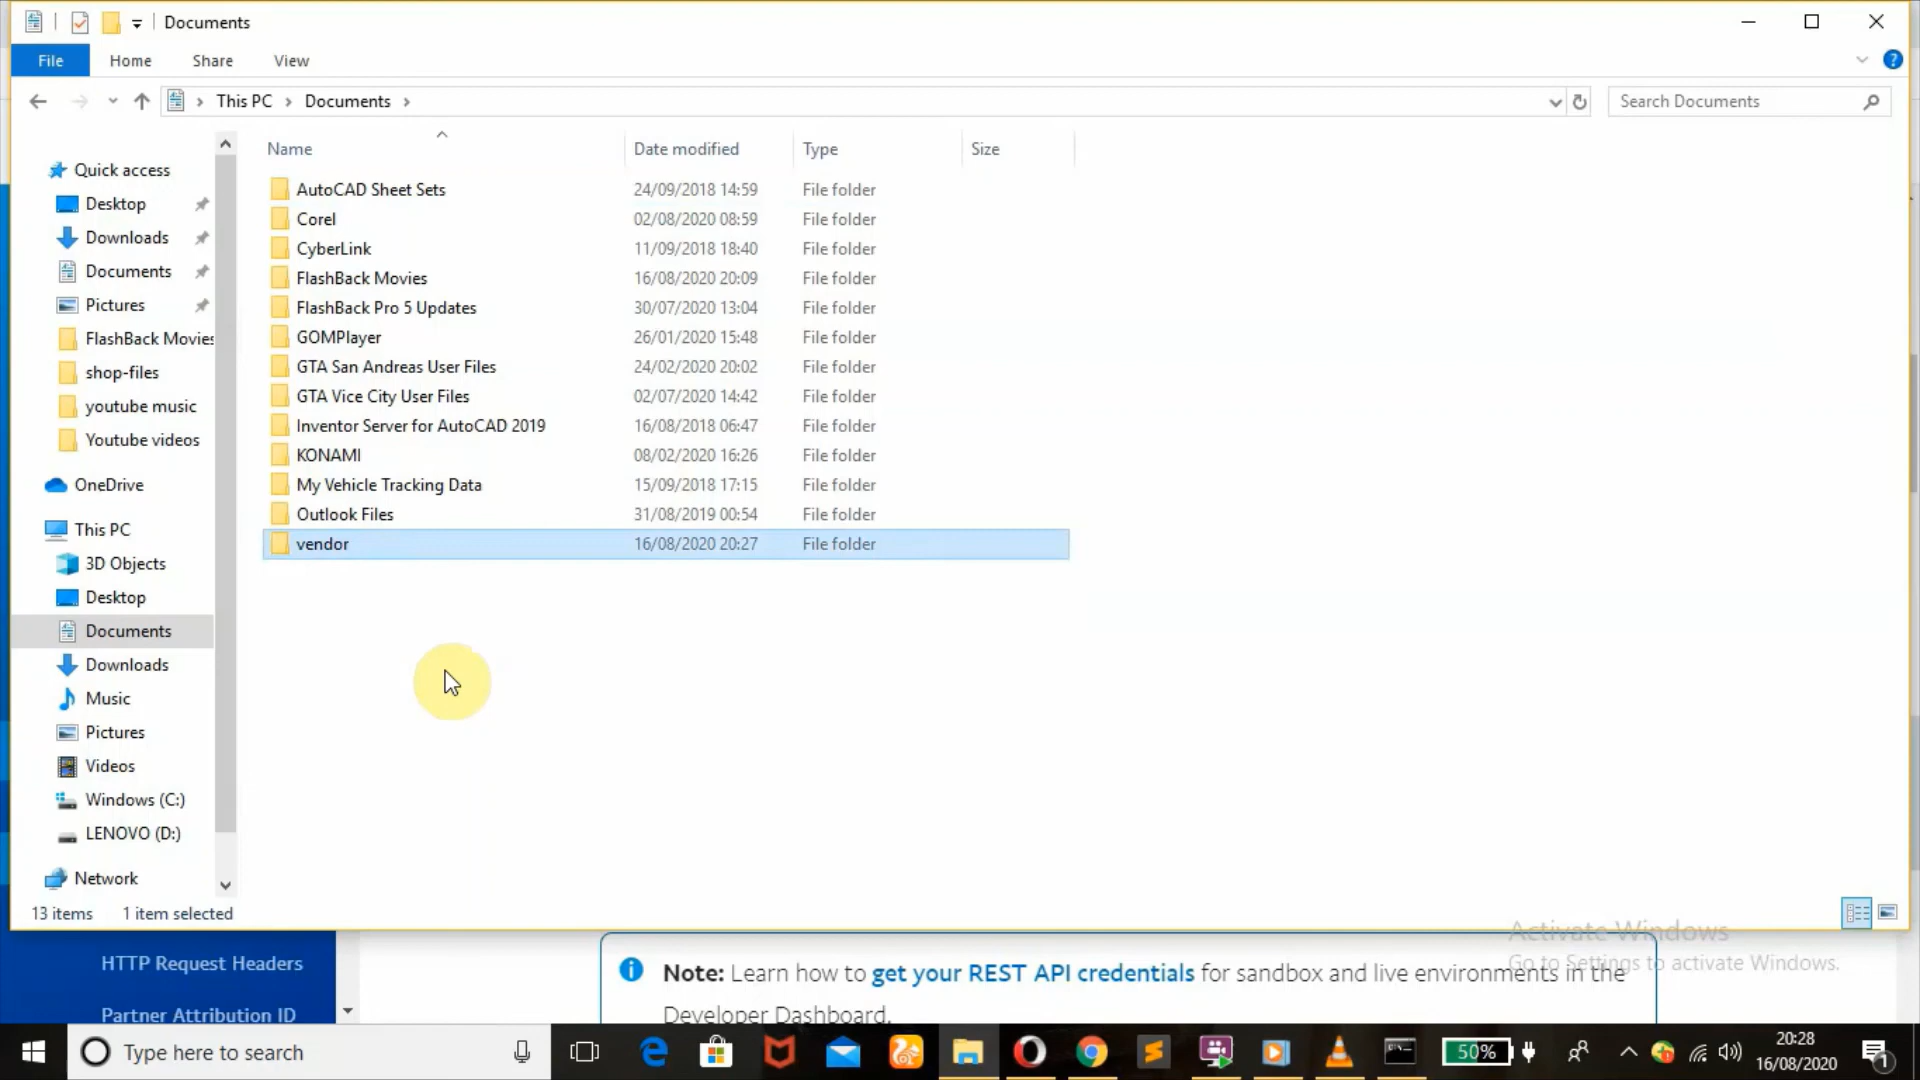 Documents
File Home Share View
This PC Documents
Search Documents
Name Date modified Type Size
Quick access
Desktop
Downloads
Documents
Pictures
FlashBack Movies
shop-files
youtube music
Youtube videos
OneDrive
This PC
3D Objects
Desktop
Documents
Downloads
Music
Pictures
Videos
Windows (C:)
LENOVO (D:)
Network
AutoCAD Sheet Sets 24/09/2018 14:59 File folder
Corel 02/08/2020 08:59 File folder
CyberLink 11/09/2018 18:40 File folder
FlashBack Movies 16/08/2020 20:09 File folder
FlashBack Pro 5 Updates 30/07/2020 13:04 File folder
GOMPlayer 26/01/2020 15:48 File folder
GTA San Andreas User Files 24/02/2020 20:02 File folder
GTA Vice City User Files 02/07/2020 14:42 File folder
Inventor Server for AutoCAD 2019 16/08/2018 06:47 File folder
KONAMI 08/02/2020 16:26 File folder
My Vehicle Tracking Data 15/09/2018 17:15 File folder
Outlook Files 31/08/2019 00:54 File folder
vendor 16/08/2020 20:27 File folder
13 items 1 item selected
Activate Windows
Go to Settings to activate Windows.
HTTP Request Headers
Partner Attribution ID
Note: Learn how to get your REST API credentials for sandbox and live environments in the
Developer Dashboard.
Type here to search
50%
20:28
16/08/2020
1